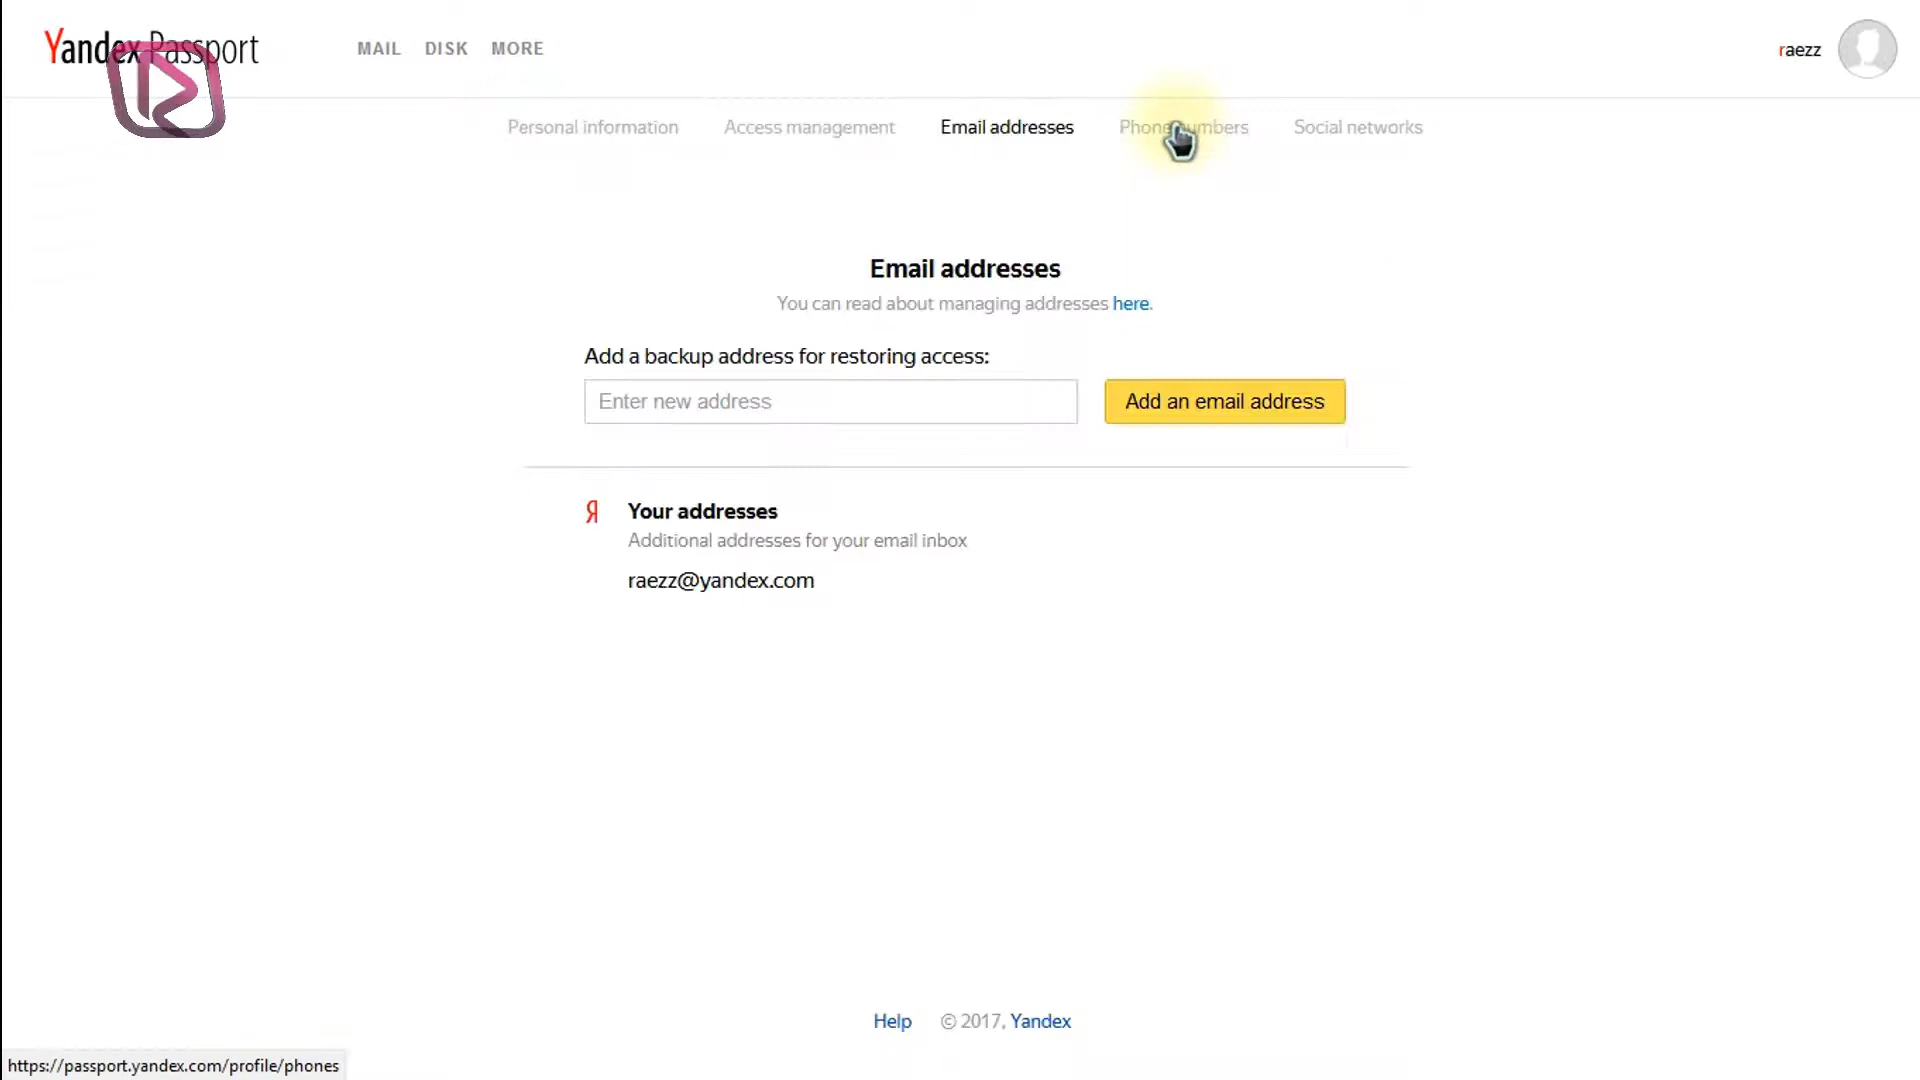 Yandex Passport
MAIL DISK MORE
raezz
Personal information Access management Email addresses Phone numbers Social networks
Email addresses
You can read about managing addresses here.
Add a backup address for restoring access:
Enter new address
Add an email address
Я Your addresses
Additional addresses for your email inbox
raezz@yandex.com
Help © 2017, Yandex
https://passport.yandex.com/profile/phones